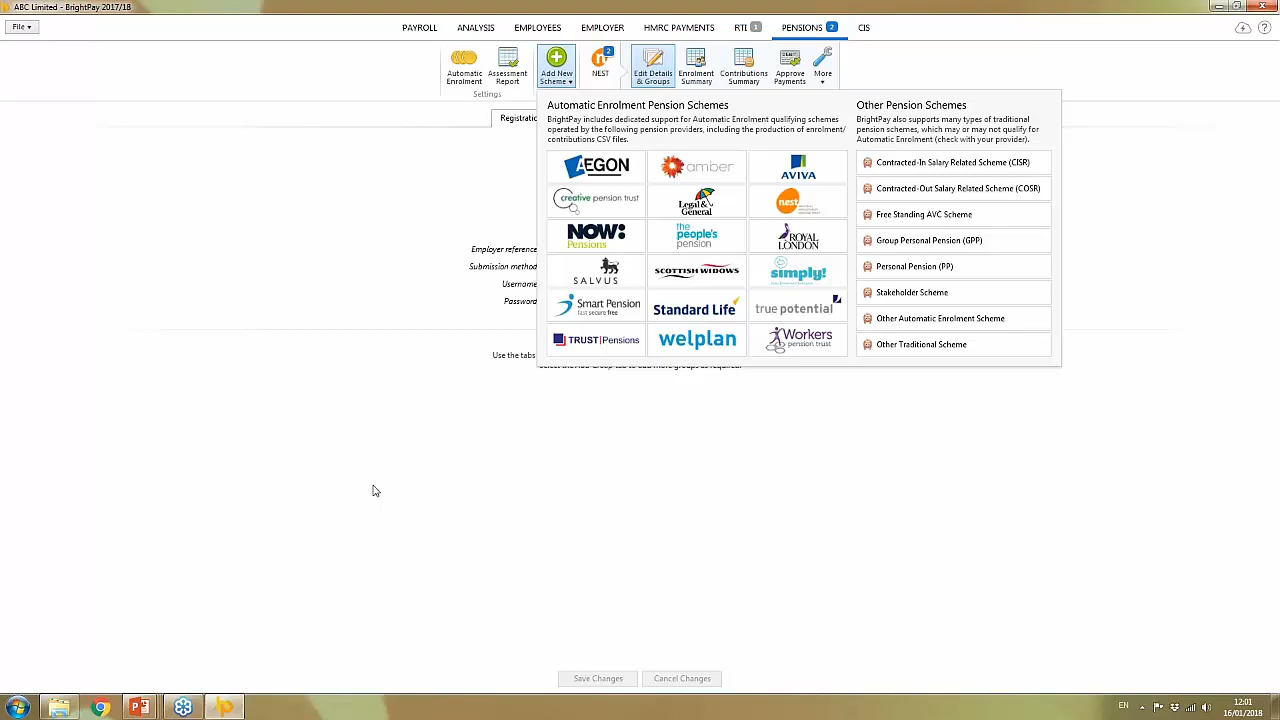 ABC Limited - BrightPay 2017/18
File
PAYROLL
ANALYSIS
EMPLOYEES
EMPLOYER
HMRC PAYMENTS
RTI 1
PENSIONS 2
CIS
Automatic
Enrolment
Assessment
Report
Settings
Add New
Scheme
2
NEST
Edit Details
& Groups
Enrolment
Summary
Contributions
Summary
Approve
Payments
More
Registratio
Employer reference
Submission method
Username
Password
Use the tabs
Automatic Enrolment Pension Schemes
BrightPay includes dedicated support for Automatic Enrolment qualifying schemes
operated by the following pension providers, including the production of enrolment/
contributions CSV files.
AEGON
amber
AVIVA
creative pension trust
Legal &
General
nest
NOW:
Pensions
the
people's
pension
ROYAL
LONDON
SALVUS
SCOTTISH WIDOWS
simply!
Smart Pension
fast secure free
Standard Life
true potential
TRUST|Pensions
welplan
Workers
pension trust
Other Pension Schemes
BrightPay also supports many types of traditional
pension schemes, which may or may not qualify for
Automatic Enrolment (check with your provider).
Contracted-In Salary Related Scheme (CISR)
Contracted-Out Salary Related Scheme (COSR)
Free Standing AVC Scheme
Group Personal Pension (GPP)
Personal Pension (PP)
Stakeholder Scheme
Other Automatic Enrolment Scheme
Other Traditional Scheme
Save Changes
Cancel Changes
EN
12:01
16/01/2018